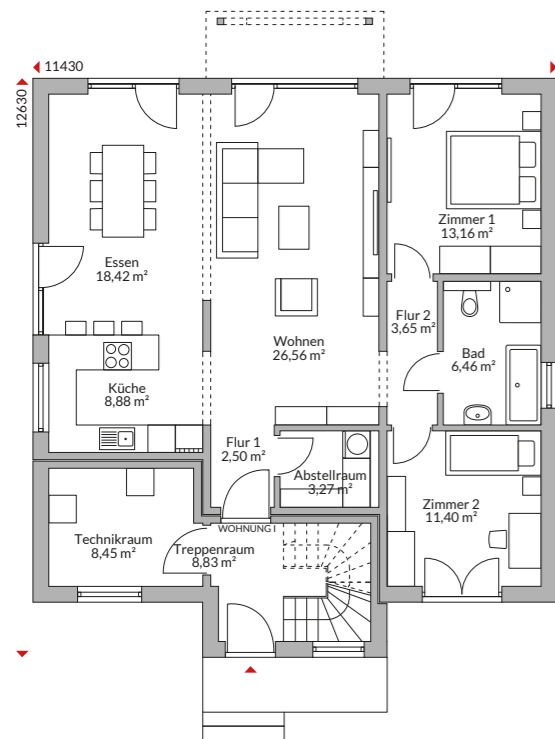 11430
12630
Zimmer 1
13,16 m²
Essen
18,42 m²
Flur 2
3,65 m²
Wohnen
26,56 m²
Bad
6,46 m²
Küche
8,88 m²
Flur 1
2,50 m²
Abstellraum
3,27 m²
Zimmer 2
11,40 m²
WOHNUNG I
Technikraum
8,45 m²
Treppenraum
8,83 m²